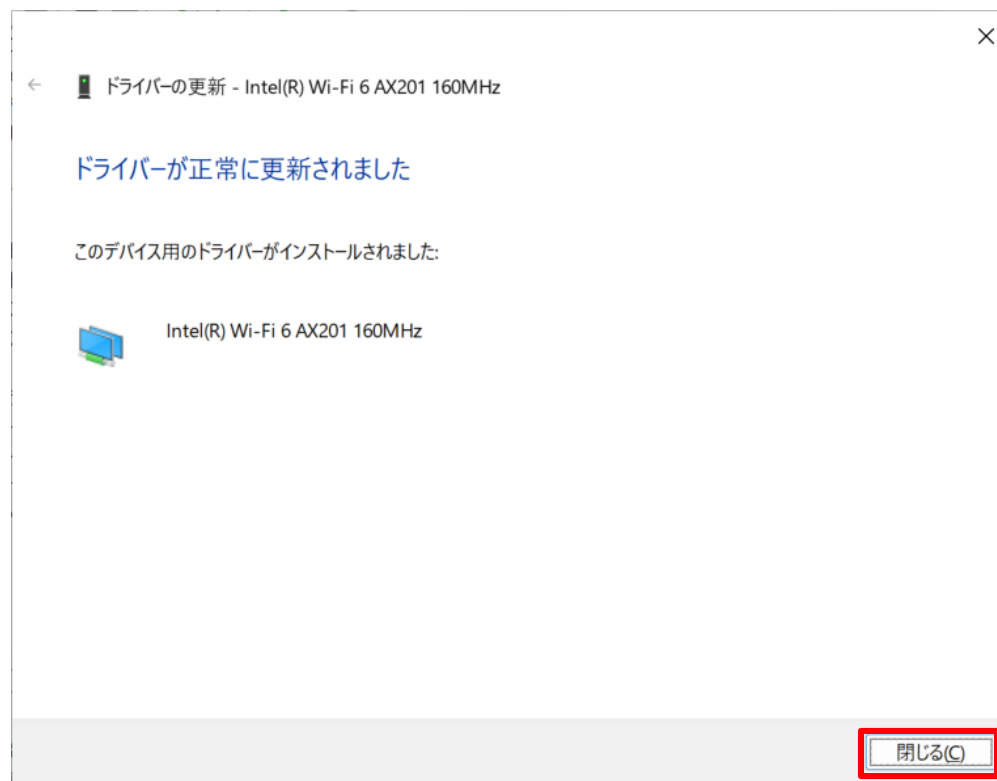 ドライバーの更新 - Intel(R) Wi-Fi 6 AX201 160MHz
ドライバーが正常に更新されました
このデバイス用のドライバーがインストールされました:
Intel(R) Wi-Fi 6 AX201 160MHz
閉じる(C)